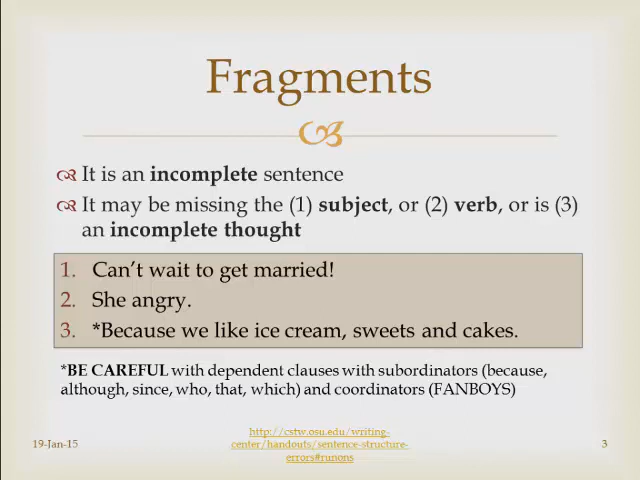 Fragments
It is an incomplete sentence
It may be missing the (1) subject, or (2) verb, or is (3)
an incomplete thought
1. Can't wait to get married!
2. She angry.
3. *Because we like ice cream, sweets and cakes.
*BE CAREFUL with dependent clauses with subordinators (because,
although, since, who, that, which) and coordinators (FANBOYS)
19-Jan-15
http://cstw.osu.edu/writing-
center/handouts/sentence-structure-
errors#runons
3